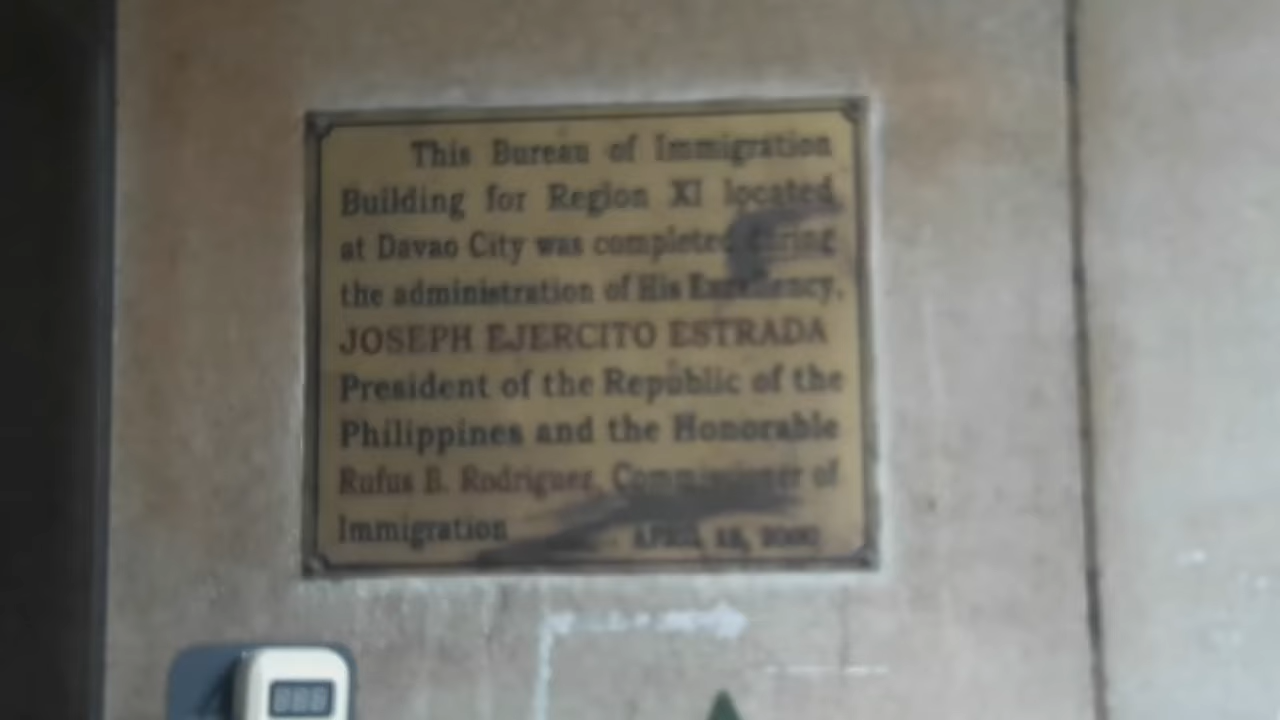 This Bureau of Immigration
Building for Region XI located
at Davao City was completed during
the administration of His Excellency,
JOSEPH EJERCITO ESTRADA
President of the Republic of the
Philippines and the Honorable
Rufus B. Rodriguez, Commissioner of
Immigration
APRIL 2000